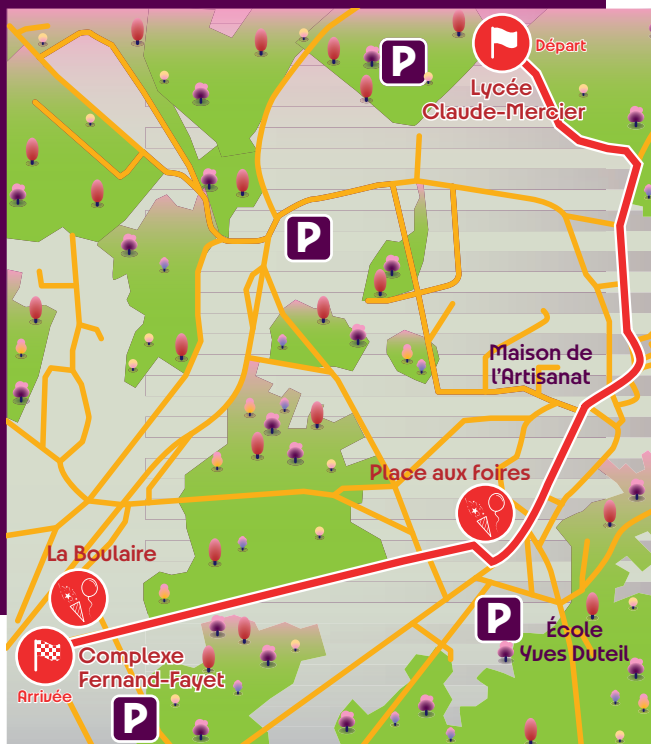 P
Départ
Lycée
Claude-Mercier
P
Maison de
l'Artisanat
Place aux foires
La Boulaire
P
École
Yves Duteil
Complexe
Fernand-Fayet
Arrivée
P